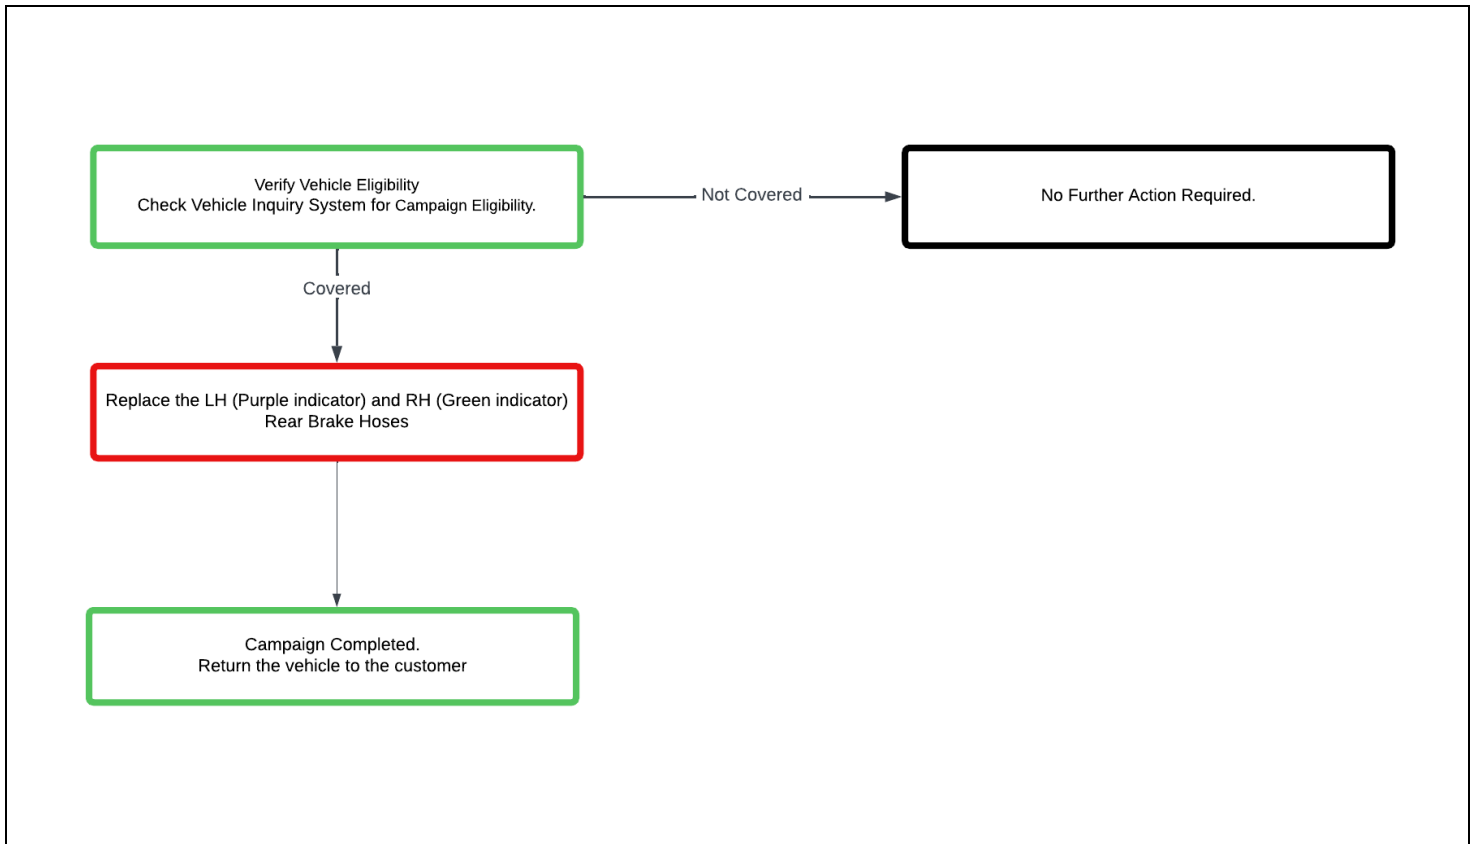 Verify Vehicle Eligibility
Check Vehicle Inquiry System for Campaign Eligibility.
Not Covered
No Further Action Required.
Covered
Replace the LH (Purple indicator) and RH (Green indicator)
Rear Brake Hoses
Campaign Completed.
Return the vehicle to the customer